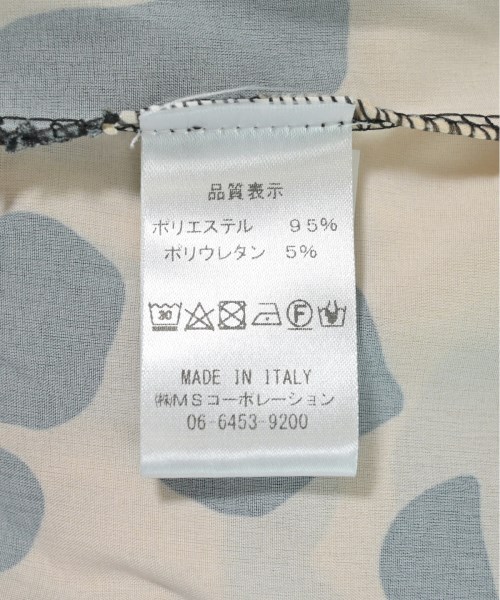 品質表示
ポリエステル 95%
ポリウレタン 5%
30 F
MADE IN ITALY
㈱MSコーポレーション
06-6453-9200